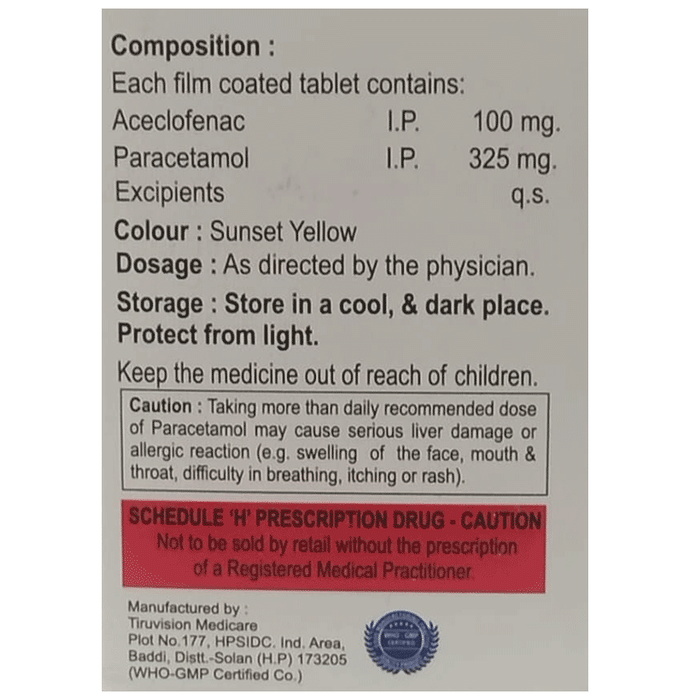 Composition :
Each film coated tablet contains:
Aceclofenac I.P. 100 mg.
Paracetamol I.P. 325 mg.
Excipients q.s.
Colour : Sunset Yellow
Dosage : As directed by the physician.
Storage : Store in a cool, & dark place.
Protect from light.
Keep the medicine out of reach of children.
Caution : Taking more than daily recommended dose
of Paracetamol may cause serious liver damage or
allergic reaction (e.g. swelling of the face, mouth &
throat, difficulty in breathing, itching or rash).
SCHEDULE 'H' PRESCRIPTION DRUG - CAUTION
Not to be sold by retail without the prescription
of a Registered Medical Practitioner.
Manufactured by :
Tiruvision Medicare
Plot No.177, HPSIDC. Ind. Area,
Baddi, Distt.-Solan (H.P) 173205
(WHO-GMP Certified Co.)
WHO GMP
CERTIFIED